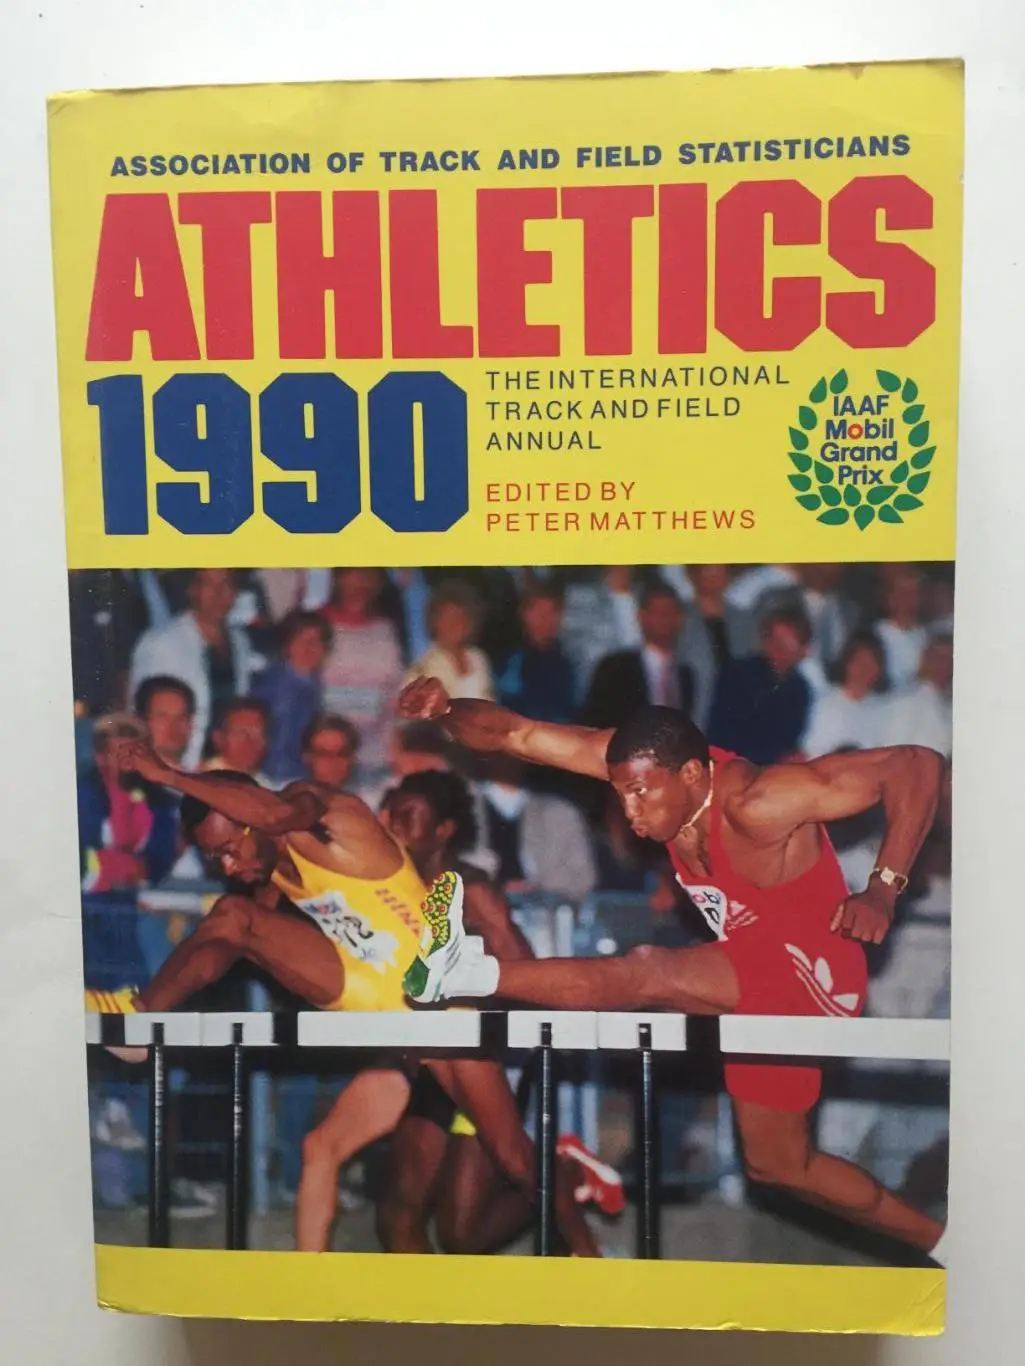 ASSOCIATION OF TRACK AND FIELD STATISTICIANS
ATHLETICS
1990
THE INTERNATIONAL
TRACK AND FIELD
ANNUAL
EDITED BY
PETER MATTHEWS
IAAF
Mobil
Grand
Prix